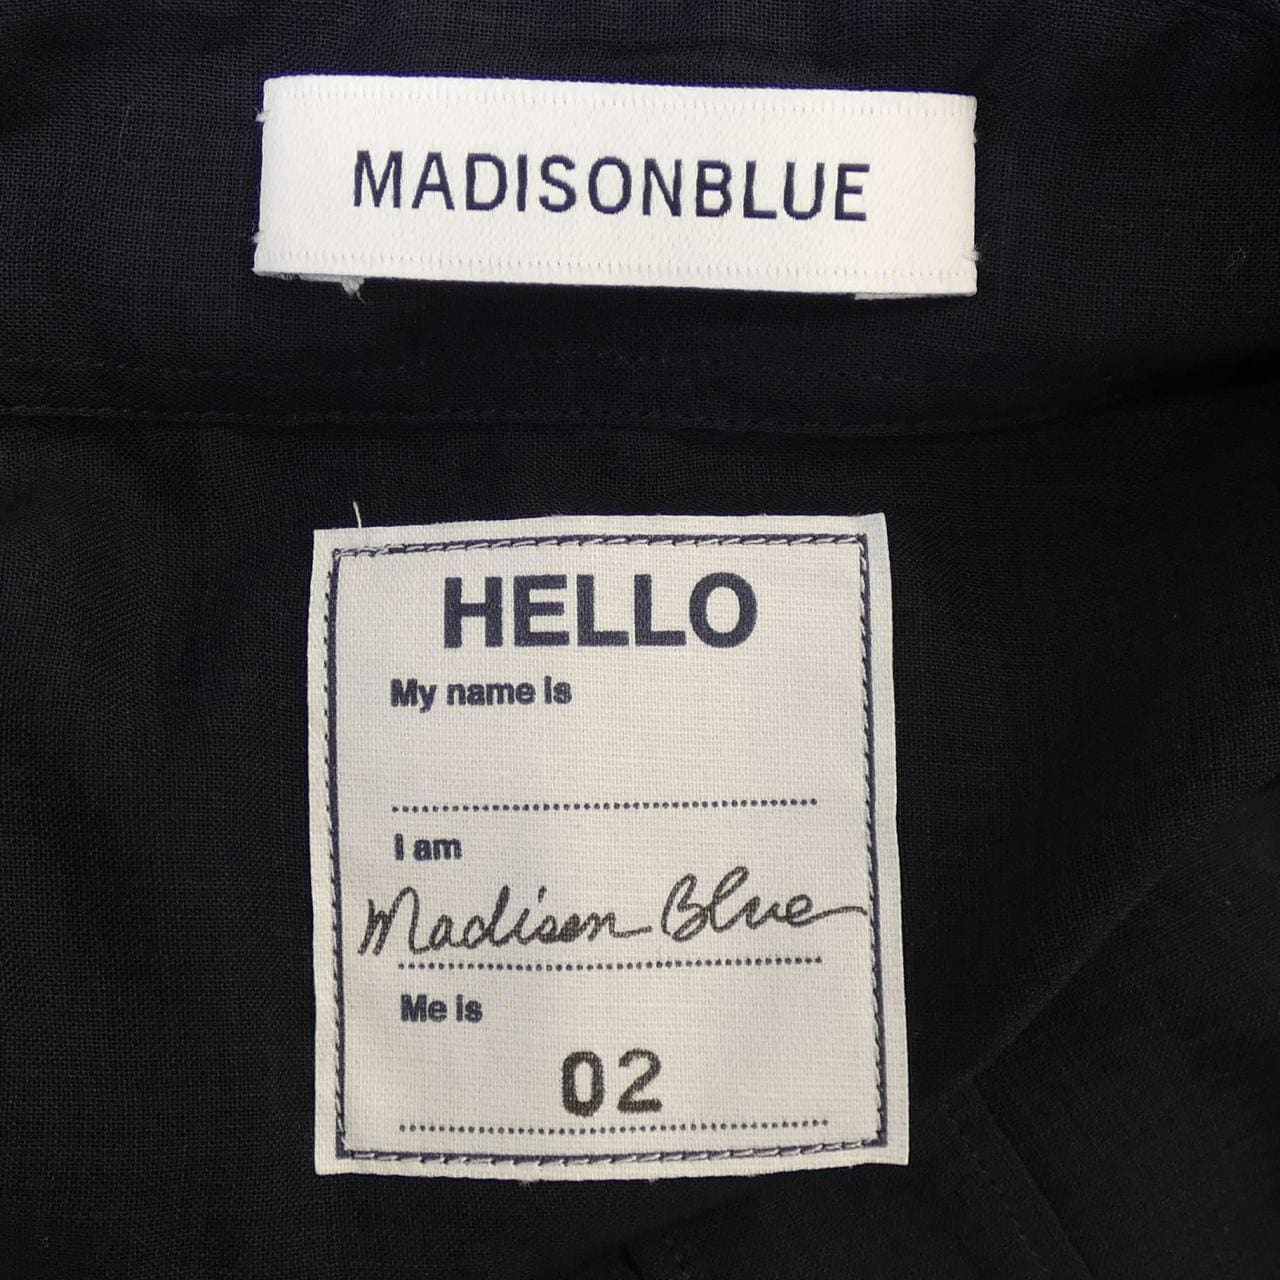 MADISONBLUE
HELLO
My name is
I am
Madison Blue
Me is
02